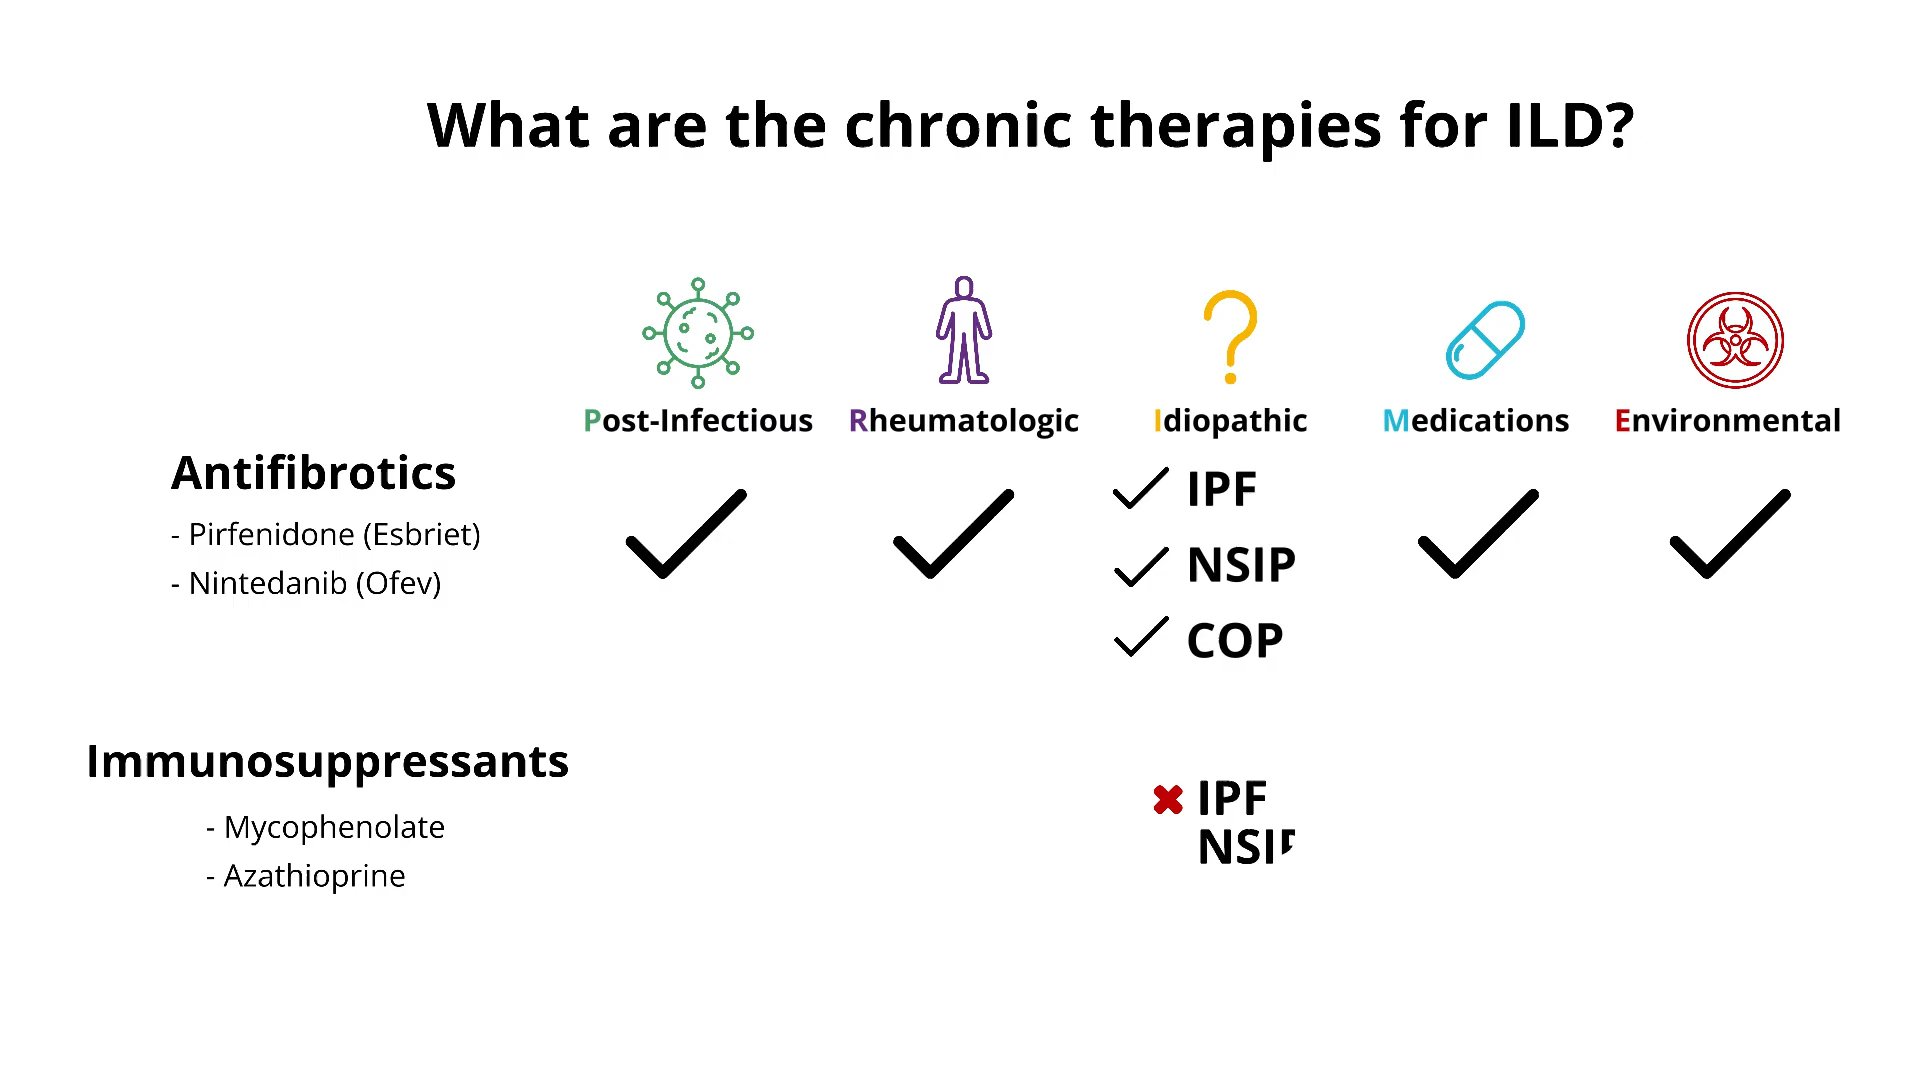 What are the chronic therapies for ILD?
Post-Infectious
Rheumatologic
Idiopathic
Medications
Environmental
Antifibrotics
- Pirfenidone (Esbriet)
- Nintedanib (Ofev)
IPF
NSIP
COP
Immunosuppressants
- Mycophenolate
- Azathioprine
IPF